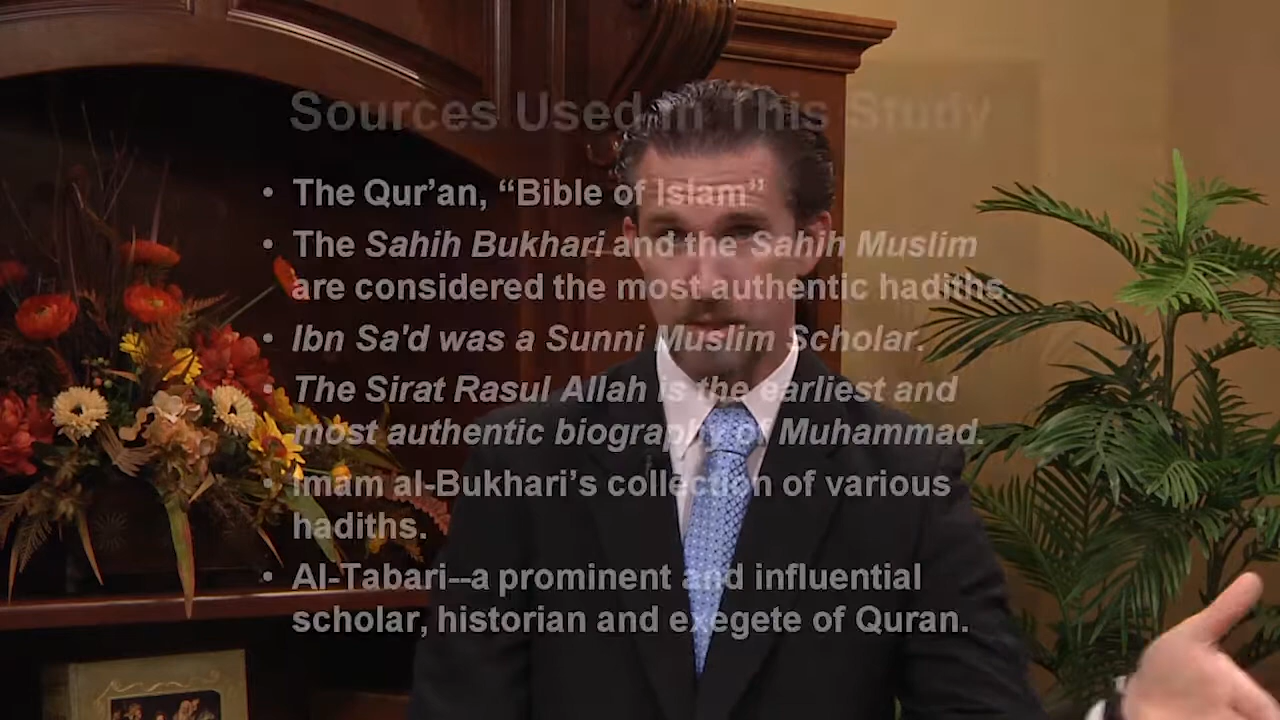 Sources Used In This Study
• The Qur’an, “Bible of Islam”
• The Sahih Bukhari and the Sahih Muslim
are considered the most authentic hadiths
• Ibn Sa'd was a Sunni Muslim Scholar.
• The Sirat Rasul Allah is the earliest and
most authentic biography of Muhammad.
• Imam al-Bukhari’s collection of various
hadiths.
• Al-Tabari--a prominent and influential
scholar, historian and exegete of Quran.